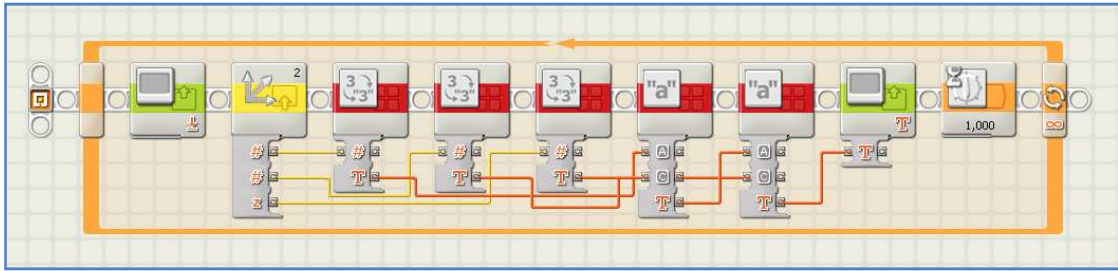 2
3 "3"
3 "3"
3 "3"
"a"
"a"
T
1,000
# # # # A A T
# T T T C C
z T T